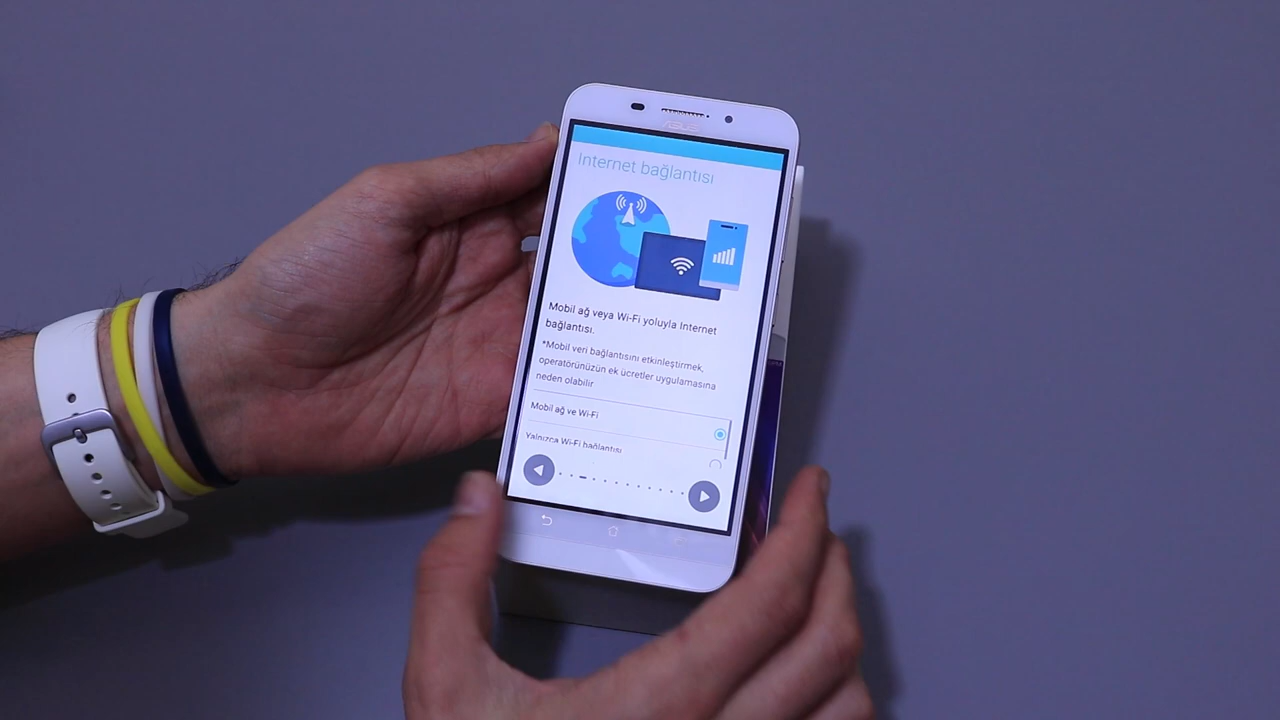 ASUS
Internet bağlantısı
Mobil ağ veya Wi-Fi yoluyla Internet
bağlantısı.
*Mobil veri bağlantısını etkinleştirmek,
operatörünüzün ek ücretler uygulamasına
neden olabilir
Mobil ağ ve Wi-Fi
Yalnızca Wi-Fi bağlantısı